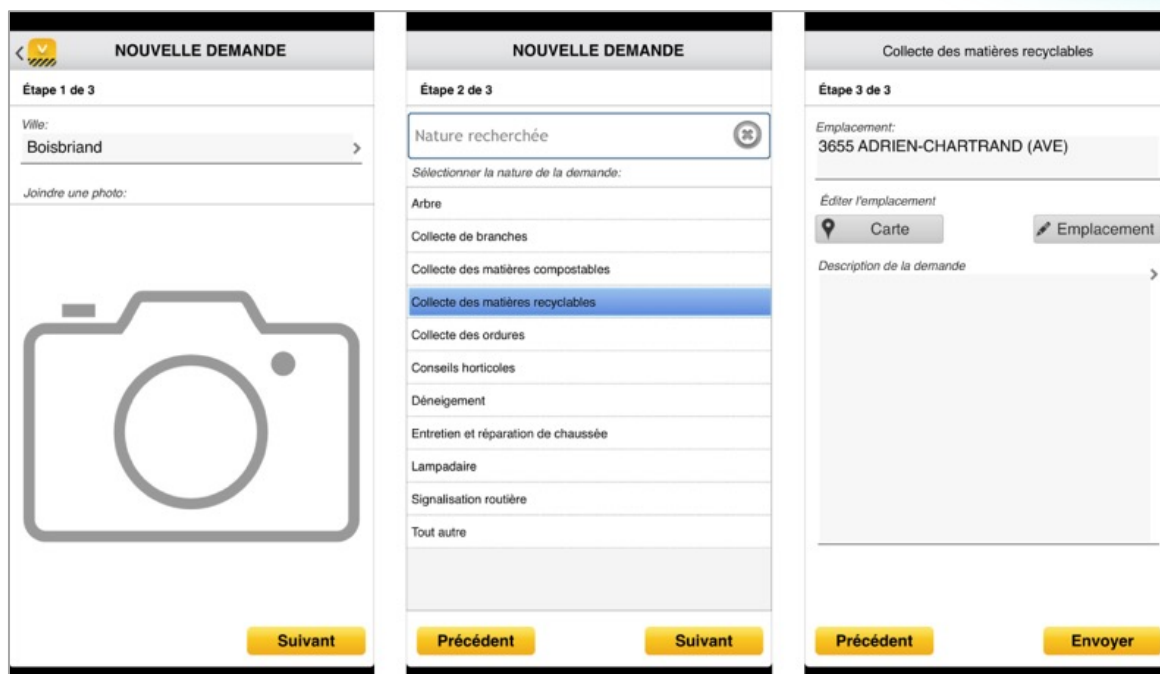 NOUVELLE DEMANDE
Étape 1 de 3
Ville:
Boisbriand
Joindre une photo:
Suivant
NOUVELLE DEMANDE
Étape 2 de 3
Nature recherchée
Sélectionner la nature de la demande:
Arbre
Collecte de branches
Collecte des matières compostables
Collecte des matières recyclables
Collecte des ordures
Conseils horticoles
Déneigement
Entretien et réparation de chaussée
Lampadaire
Signalisation routière
Tout autre
Précédent
Suivant
Collecte des matières recyclables
Étape 3 de 3
Emplacement:
3655 ADRIEN-CHARTRAND (AVE)
Éditer l'emplacement
Carte
Emplacement
Description de la demande
Précédent
Envoyer